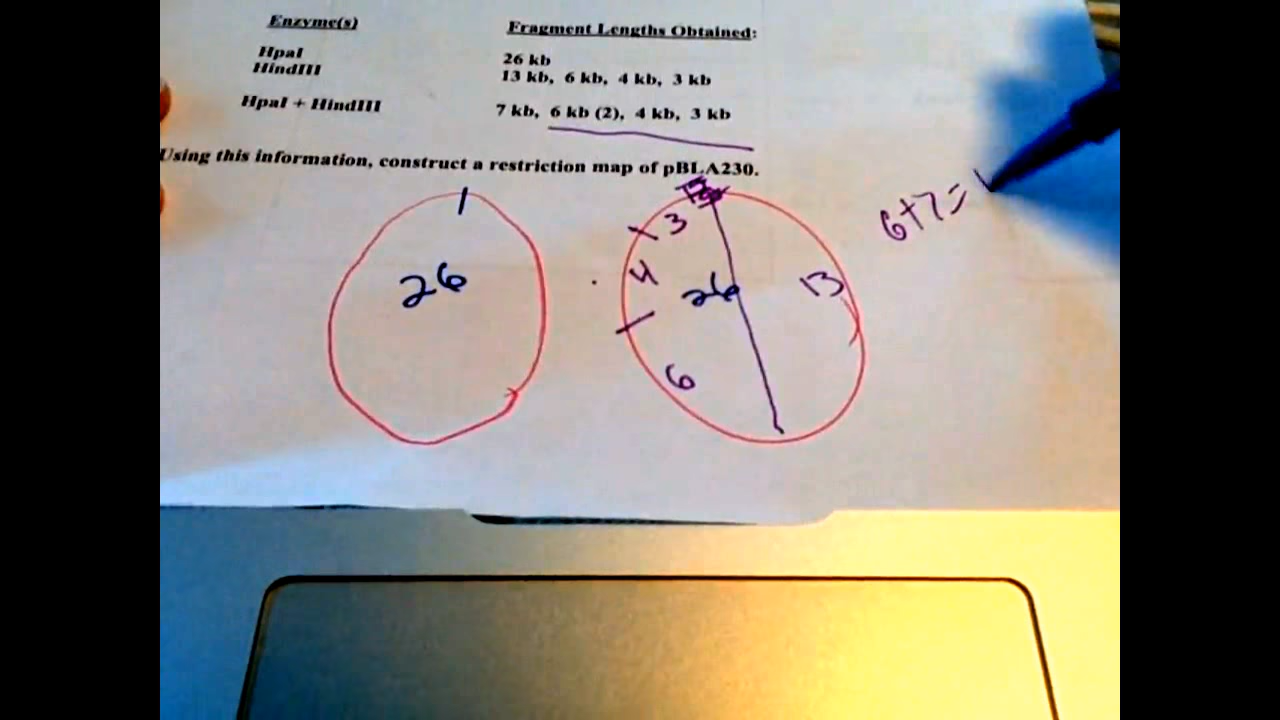 Enzyme(s) Fragment Lengths Obtained:
HpaI 26 kb
HindIII 13 kb, 6 kb, 4 kb, 3 kb
HpaI + HindIII 7 kb, 6 kb (2), 4 kb, 3 kb
Using this information, construct a restriction map of pBLA230.
26
3
4
26
13
6
6+7=